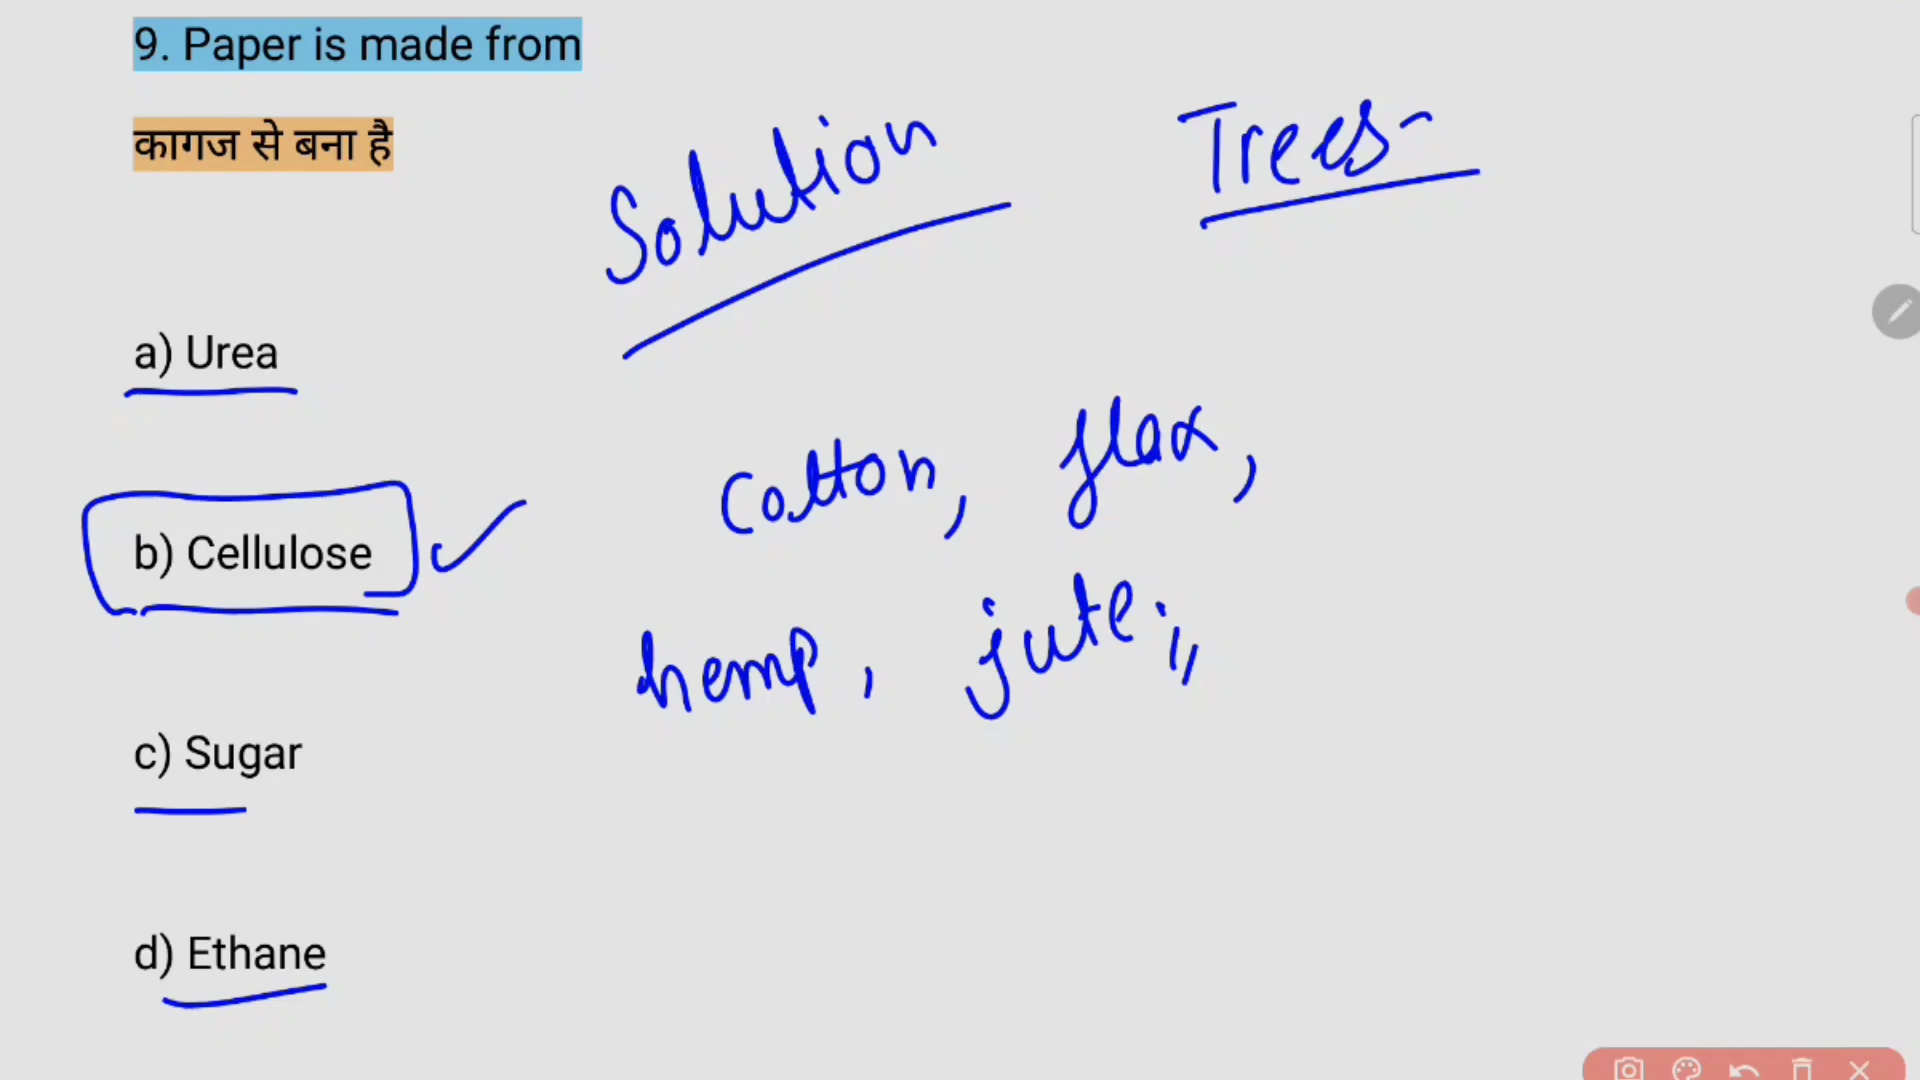 9. Paper is made from
कागज से बना है
Solution
Trees-
a) Urea
cotton, flax,
b) Cellulose
hemp, jute;,,
c) Sugar
d) Ethane